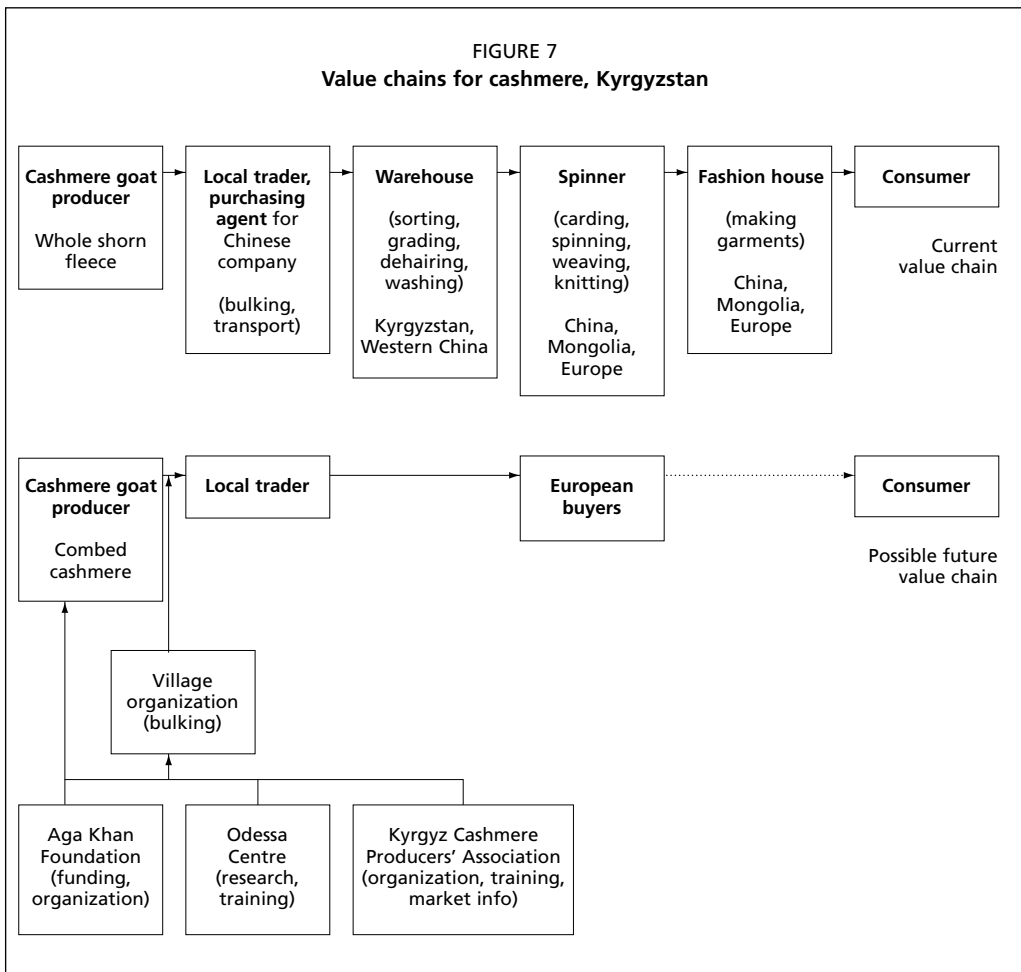 FIGURE 7
Value chains for cashmere, Kyrgyzstan
Cashmere goat
producer
Whole shorn
fleece
Local trader,
purchasing
agent for
Chinese
company
(bulking,
transport)
Warehouse
(sorting,
grading,
dehairing,
washing)
Kyrgyzstan,
Western China
Spinner
(carding,
spinning,
weaving,
knitting)
China,
Mongolia,
Europe
Fashion house
(making
garments)
China,
Mongolia,
Europe
Consumer
Current
value chain
Cashmere goat
producer
Combed
cashmere
Local trader
European
buyers
Consumer
Possible future
value chain
Village
organization
(bulking)
Aga Khan
Foundation
(funding,
organization)
Odessa
Centre
(research,
training)
Kyrgyz Cashmere
Producers' Association
(organization, training,
market info)